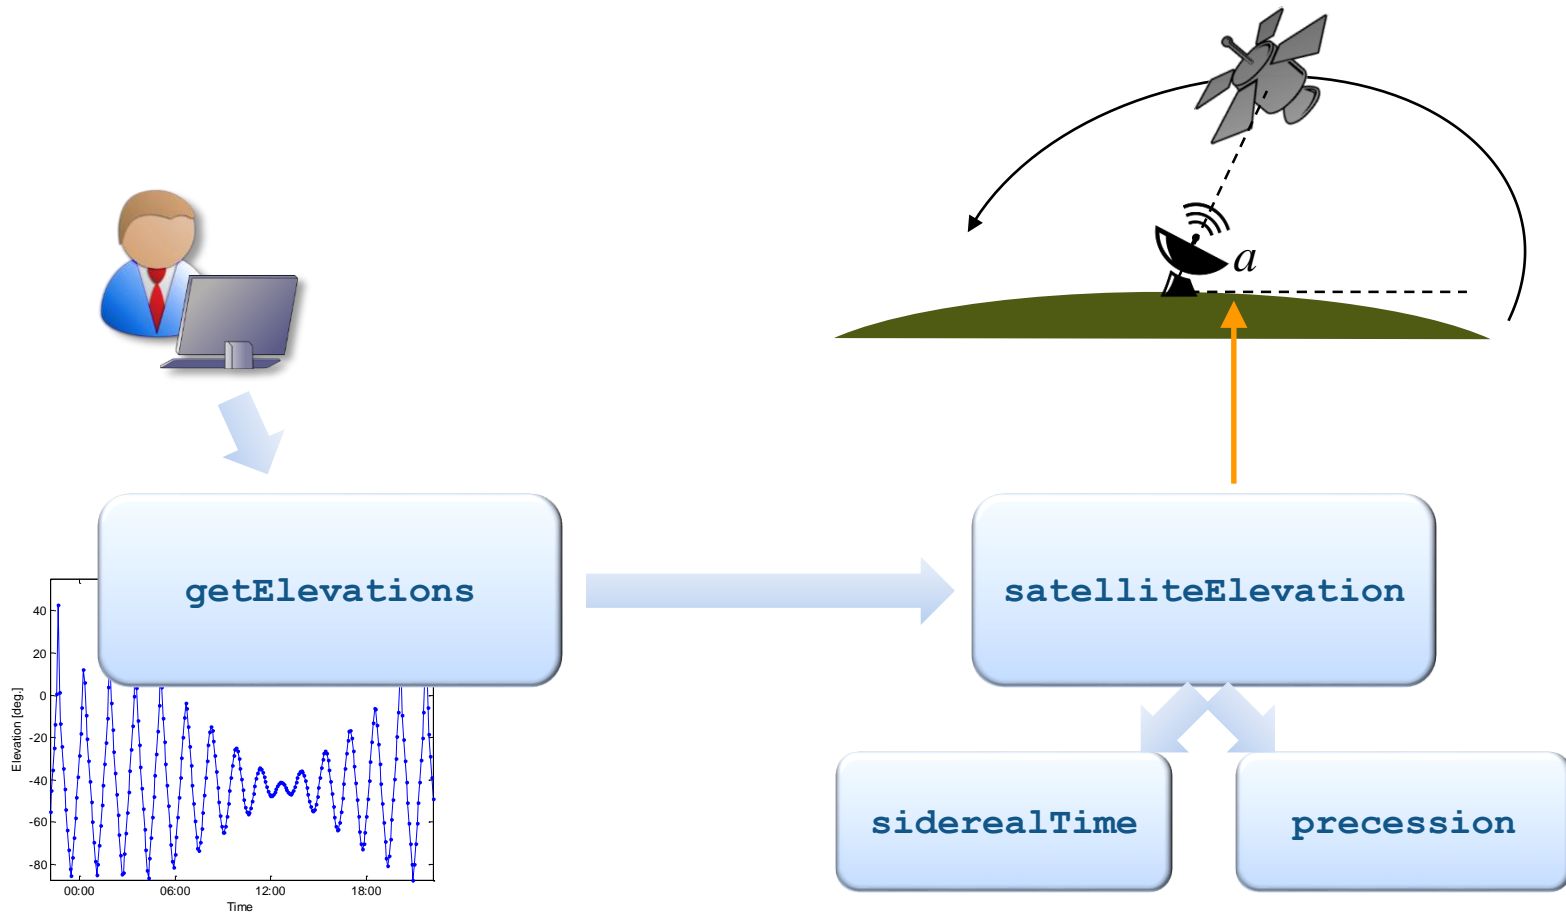 a
getElevations
satelliteElevation
siderealTime
precession
40
20
0
-20
-40
-60
-80
Elevation [deg.]
00:00
06:00
12:00
18:00
Time